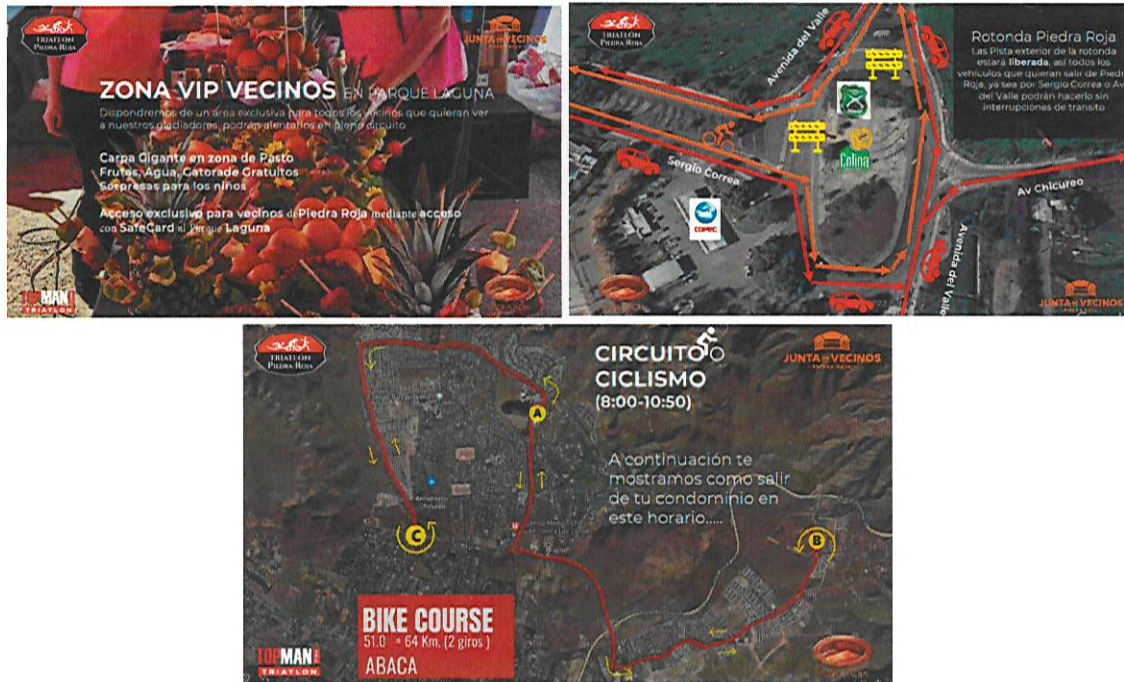 TRIATLÓN
PIEDRA ROJA
JUNTA DE VECINOS
ZONA VIP VECINOS EN PARQUE LAGUNA
Dispondremos de un área exclusiva para todos los vecinos que quieran ver
a nuestros gladiadores, podrán alentarlos en pleno circuito
Carpa Gigante en zona de Pasto
Frutas, Agua, Gatorade Gratuitos
Sorpresas para los niños
Acceso exclusivo para vecinos de Piedra Roja mediante acceso
con SafeCard al Parque Laguna
TOPMAN
TRIATLON
TRIATLÓN
PIEDRA ROJA
Avenida del Valle
Rotonda Piedra Roja
Las Pista exterior de la rotonda
estará liberada, así todos los
vehículos que quieran salir de Piedra
Roja, ya sea por Sergio Correa o Av
del Valle podrán hacerlo sin
interrupciones de transito
Colina
Sergio Correa
COPEC
Av Chicureo
Avenida del Valle
JUNTA DE VECINOS
TRIATLÓN
PIEDRA ROJA
CIRCUITO
CICLISMO
(8:00-10:50)
JUNTA DE VECINOS
PIEDRA ROJA
A
A continuación te
mostramos como salir
de tu condominio en
este horario.....
Aeródromo
Chicureo
C
B
BIKE COURSE
51.0 = 64 Km. (2 giros )
ABACA
TOPMAN
TRIATLON